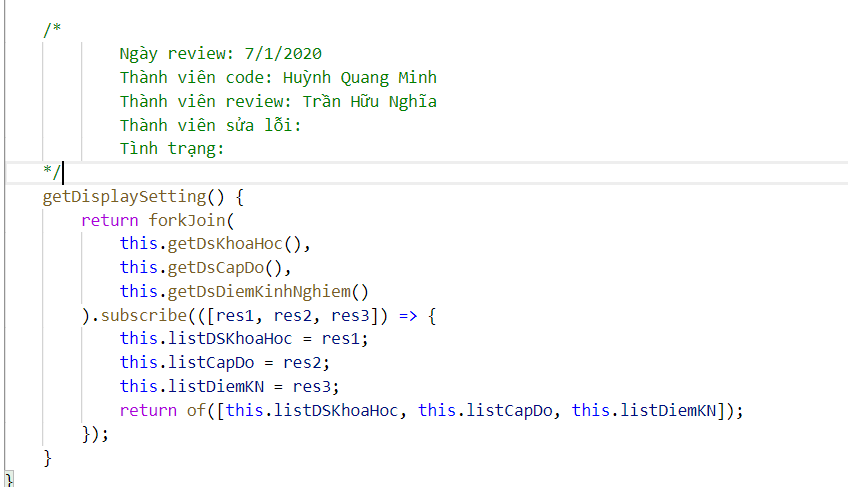 /*
Ngày review: 7/1/2020
Thành viên code: Huỳnh Quang Minh
Thành viên review: Trần Hữu Nghĩa
Thành viên sửa lỗi:
Tình trạng:
*/
getDisplaySetting() {
return forkJoin(
this.getDsKhoaHoc(),
this.getDsCapDo(),
this.getDsDiemKinhNghiem()
).subscribe(([res1, res2, res3]) => {
this.listDSKhoaHoc = res1;
this.listCapDo = res2;
this.listDiemKN = res3;
return of([this.listDSKhoaHoc, this.listCapDo, this.listDiemKN]);
});
}
}